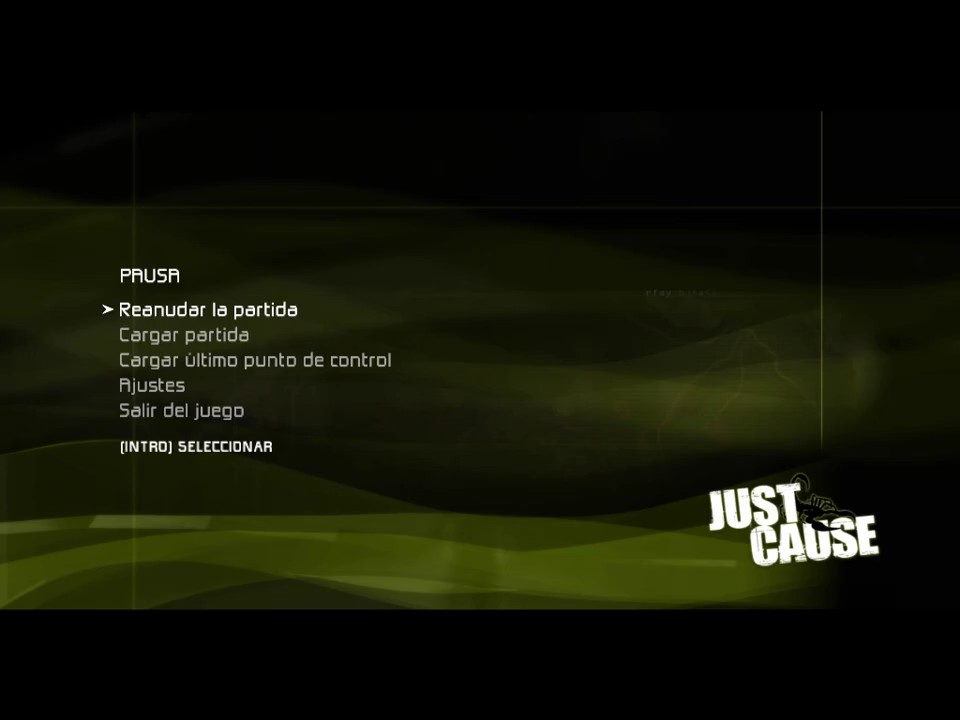 PAUSA
➤ Reanudar la partida
Cargar partida
Cargar último punto de control
Ajustes
Salir del juego
[INTRO] SELECCIONAR
JUST
CAUSE